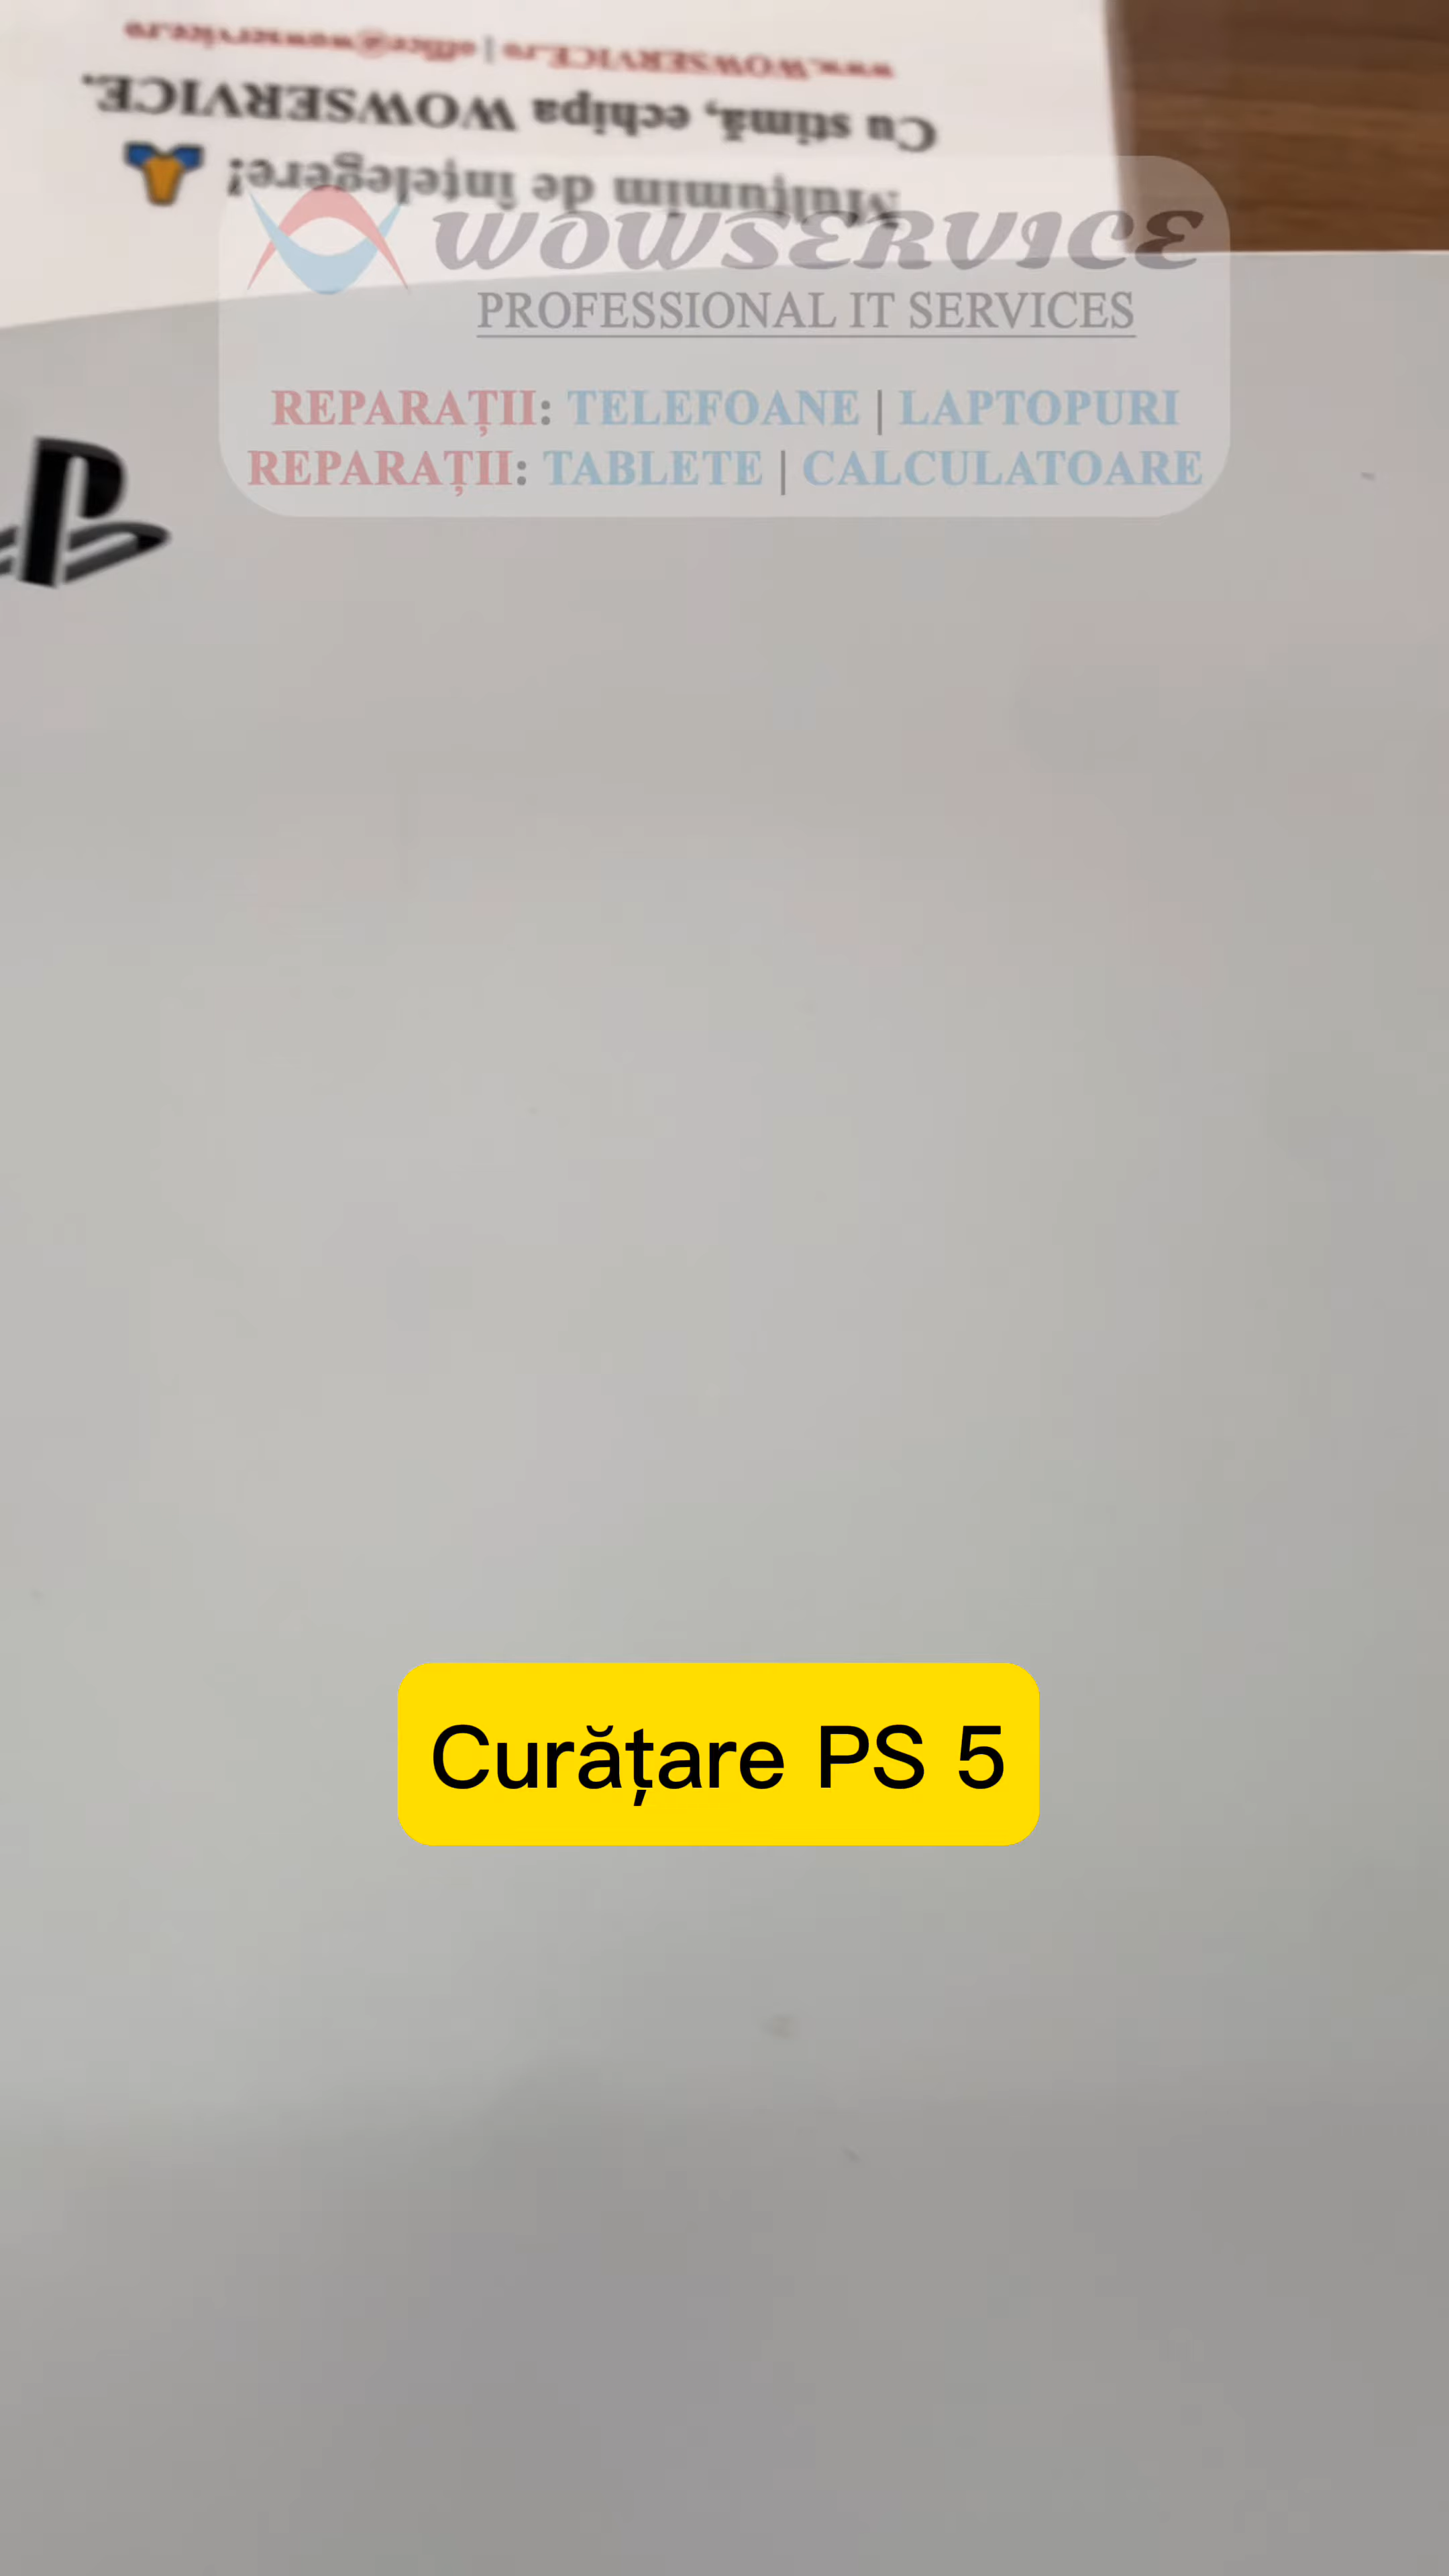 www.WOWSERVICE.ro | office@wowservice.ro
Cu stimă, echipa WOWSERVICE.
Mulțumim de înțelegere!
WOWSERVICE
PROFESSIONAL IT SERVICES
REPARAȚII: TELEFOANE | LAPTOPURI
REPARAȚII: TABLETE | CALCULATOARE
Curățare PS 5